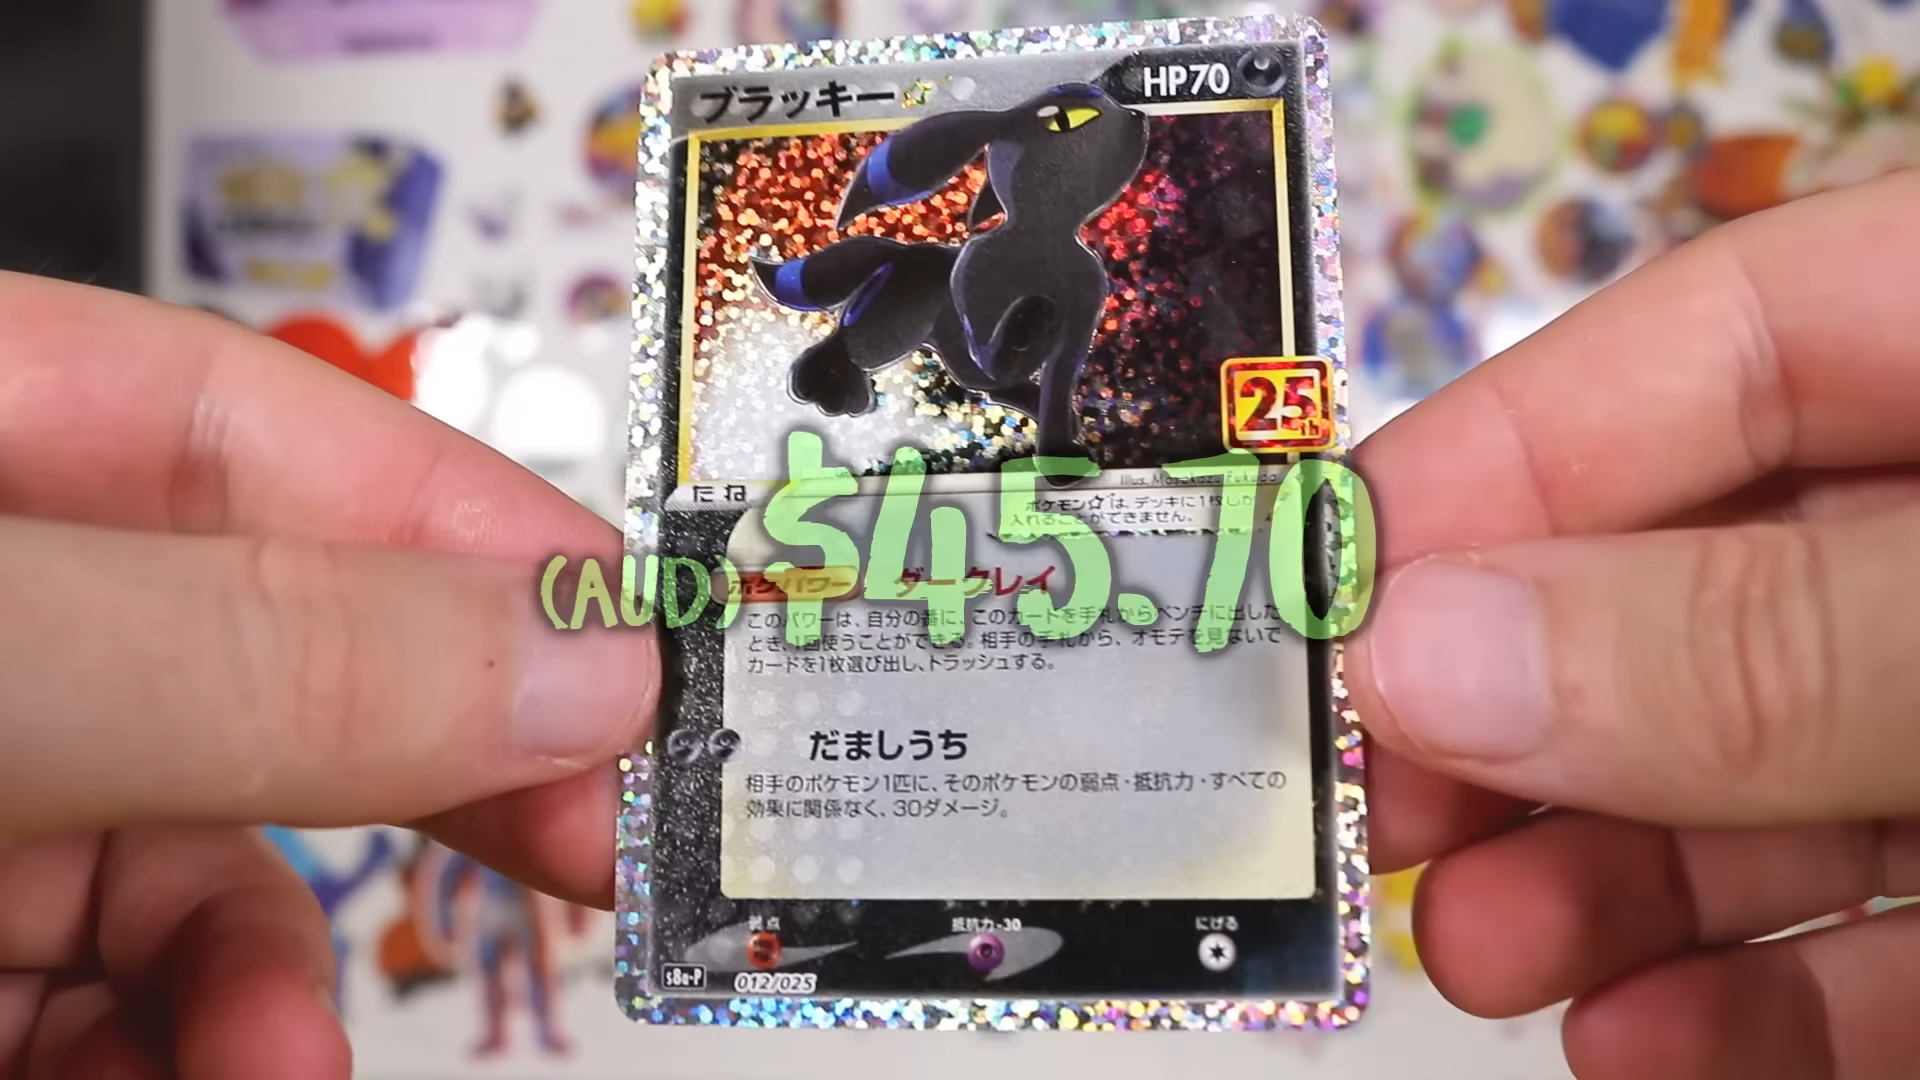 ブラッキー☆
HP70
25th
たね
Illus. Masakazu Fukuda
ポケモン☆は、デッキに1枚しか
入れることができません。
(AUD) $45.70
ポケパワー ダークレイ
このパワーは、自分の番に、このカードを手札からベンチに出した
とき、1回使うことができる。相手の手札から、オモテを見ないで
カードを1枚選び出し、トラッシュする。
だましうち
相手のポケモン1匹に、そのポケモンの弱点・抵抗力・すべての
効果に関係なく、30ダメージ。
弱点
抵抗力 -30
にげる
s8a-P
012/025